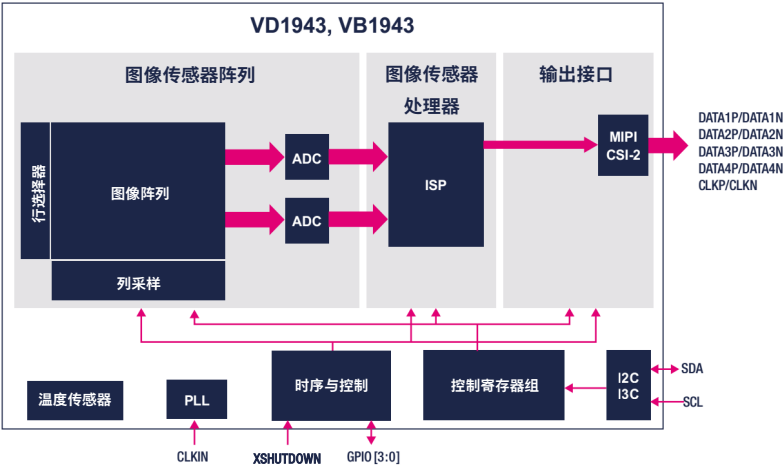 VD1943, VB1943
图像传感器阵列
图像传感器
处理器
输出接口
行选择器
图像阵列
列采样
ADC
ADC
ISP
MIPI
CSI-2
DATA1P/DATA1N
DATA2P/DATA2N
DATA3P/DATA3N
DATA4P/DATA4N
CLKP/CLKN
温度传感器
PLL
时序与控制
控制寄存器组
I2C
I3C
SDA
SCL
CLKIN
XSHUTDOWN
GPIO [3:0]